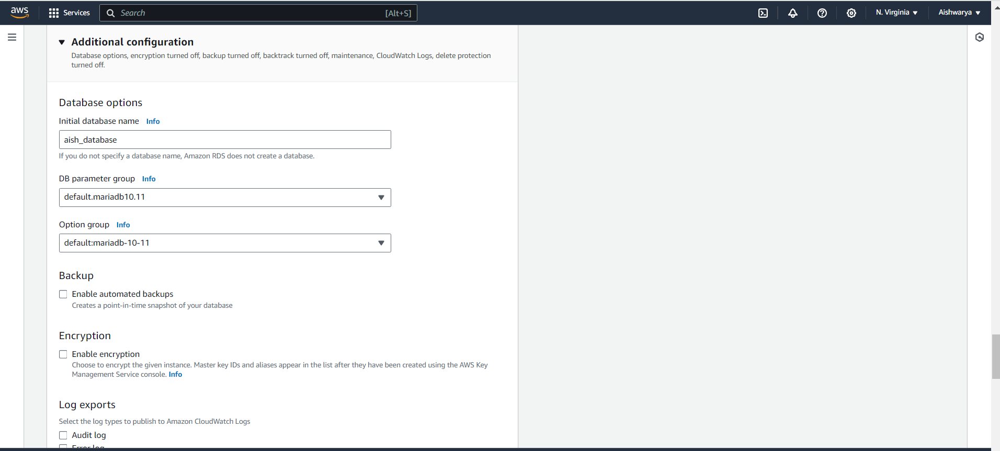 aws
Services
Search
[Alt+S]
N. Virginia
Aishwarya
Additional configuration
Database options, encryption turned off, backup turned off, backtrack turned off, maintenance, CloudWatch Logs, delete protection
turned off.
Database options
Initial database name Info
aish_database
If you do not specify a database name, Amazon RDS does not create a database.
DB parameter group Info
default.mariadb10.11
Option group Info
default:mariadb-10-11
Backup
Enable automated backups
Creates a point-in-time snapshot of your database
Encryption
Enable encryption
Choose to encrypt the given instance. Master key IDs and aliases appear in the list after they have been created using the AWS Key
Management Service console. Info
Log exports
Select the log types to publish to Amazon CloudWatch Logs
Audit log
Error log